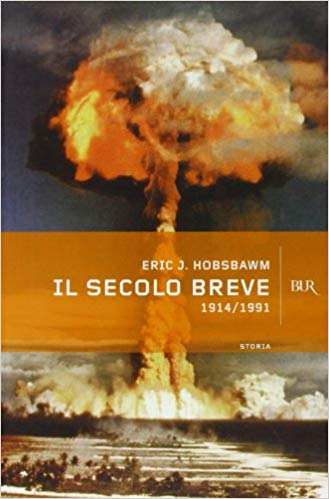 ERIC J. HOBSBAWM
IL SECOLO BREVE
BUR
1914/1991
STORIA